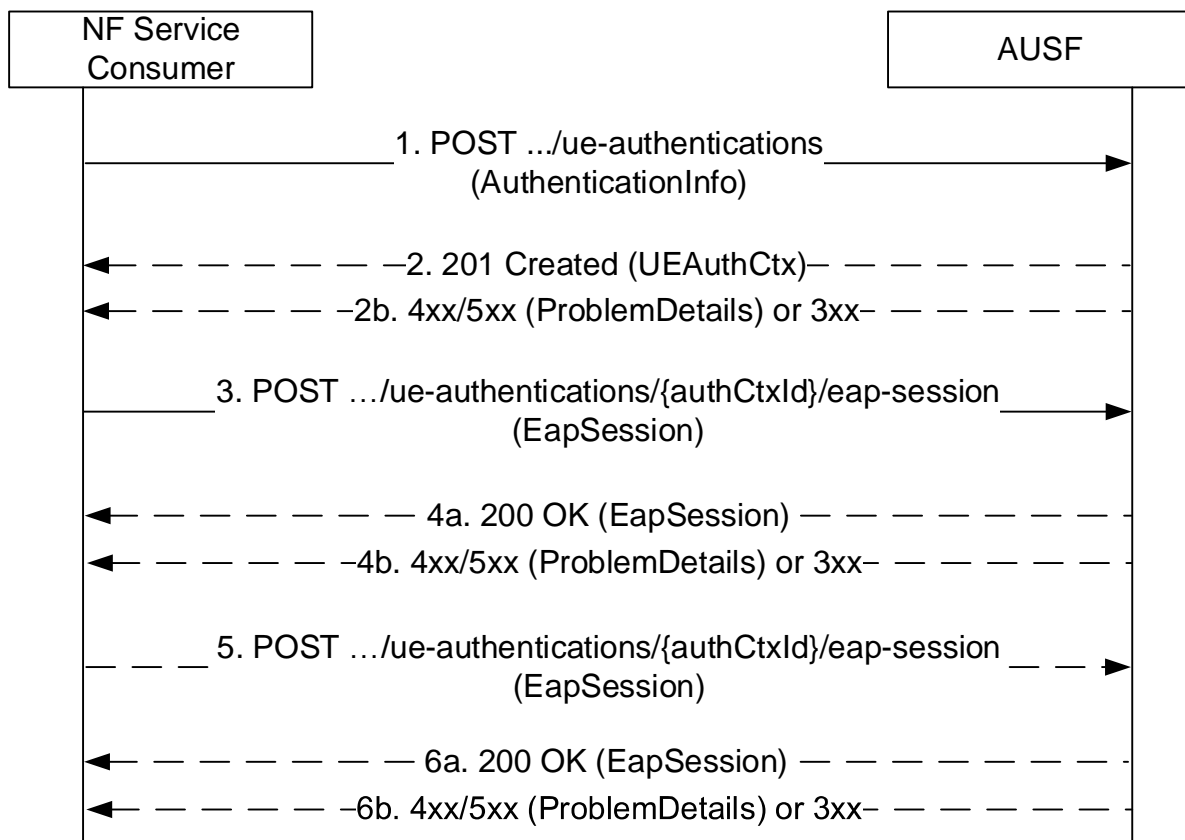 NF Service
Consumer
AUSF
1. POST .../ue-authentications
(AuthenticationInfo)
2. 201 Created (UEAuthCtx)
2b. 4xx/5xx (ProblemDetails) or 3xx
3. POST …/ue-authentications/{authCtxId}/eap-session
(EapSession)
4a. 200 OK (EapSession)
4b. 4xx/5xx (ProblemDetails) or 3xx
5. POST …/ue-authentications/{authCtxId}/eap-session
(EapSession)
6a. 200 OK (EapSession)
6b. 4xx/5xx (ProblemDetails) or 3xx